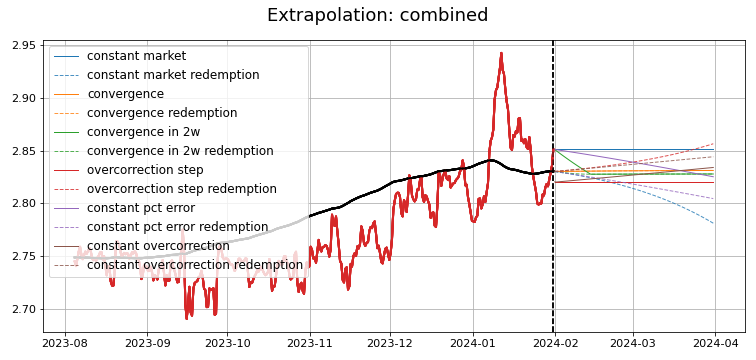 Extrapolation: combined
2.95
2.90
2.85
2.80
2.75
2.70
constant market
constant market redemption
convergence
convergence redemption
convergence in 2w
convergence in 2w redemption
overcorrection step
overcorrection step redemption
constant pct error
constant pct error redemption
constant overcorrection
constant overcorrection redemption
2023-08 2023-09 2023-10 2023-11 2023-12 2024-01 2024-02 2024-03 2024-04